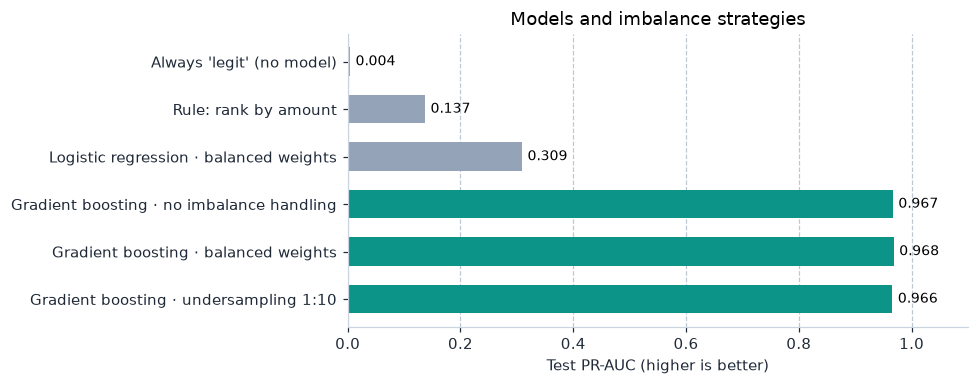 Models and imbalance strategies
Always 'legit' (no model)
0.004
Rule: rank by amount
0.137
Logistic regression · balanced weights
0.309
Gradient boosting · no imbalance handling
0.967
Gradient boosting · balanced weights
0.968
Gradient boosting · undersampling 1:10
0.966
0.0 0.2 0.4 0.6 0.8 1.0
Test PR-AUC (higher is better)